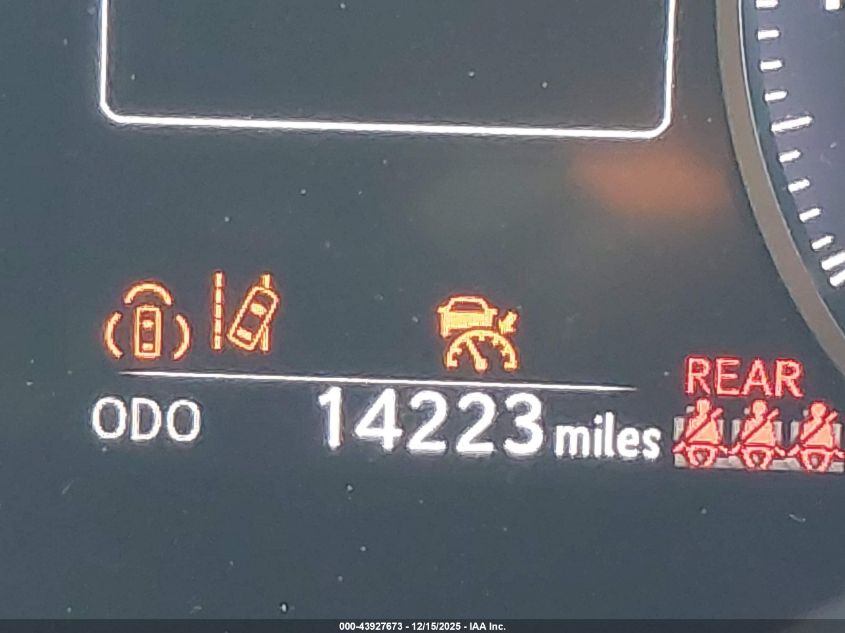 REAR
ODO 14223 miles
000-43927673 - 12/15/2025 - IAA Inc.